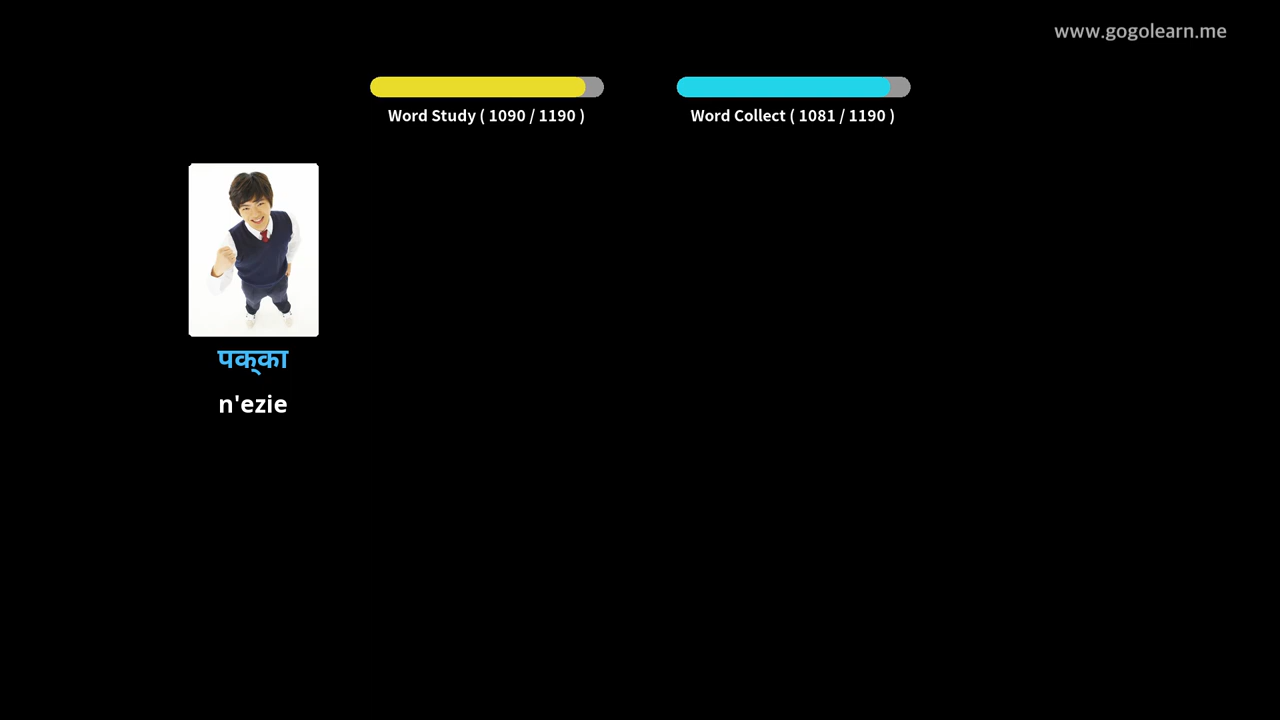 www.gogolearn.me
Word Study ( 1090 / 1190 )
Word Collect ( 1081 / 1190 )
पक्का
n'ezie